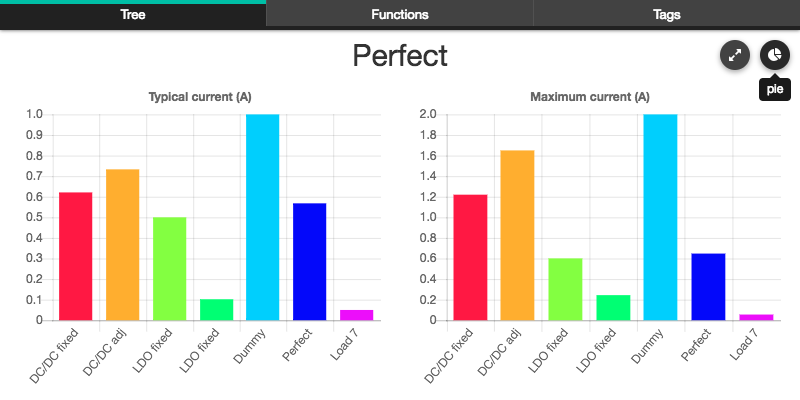 Tree Functions Tags
Perfect
pie
Typical current (A)
1.0
0.9
0.8
0.7
0.6
0.5
0.4
0.3
0.2
0.1
0
DC/DC fixed
DC/DC adj
LDO fixed
LDO fixed
Dummy
Perfect
Load 7
Maximum current (A)
2.0
1.8
1.6
1.4
1.2
1.0
0.8
0.6
0.4
0.2
0
DC/DC fixed
DC/DC adj
LDO fixed
LDO fixed
Dummy
Perfect
Load 7